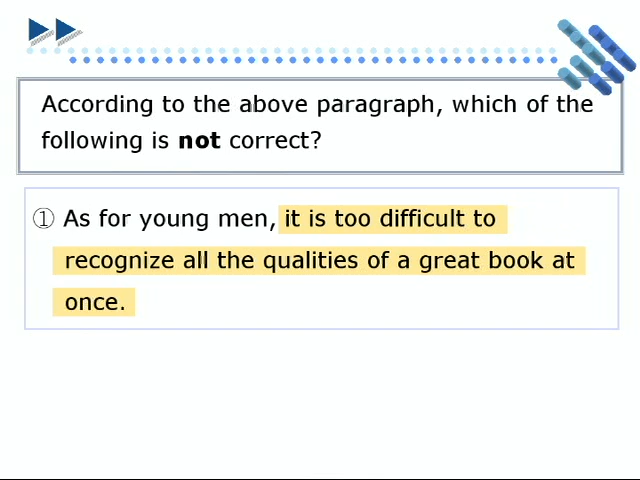 According to the above paragraph, which of the
following is not correct?
① As for young men, it is too difficult to
recognize all the qualities of a great book at
once.